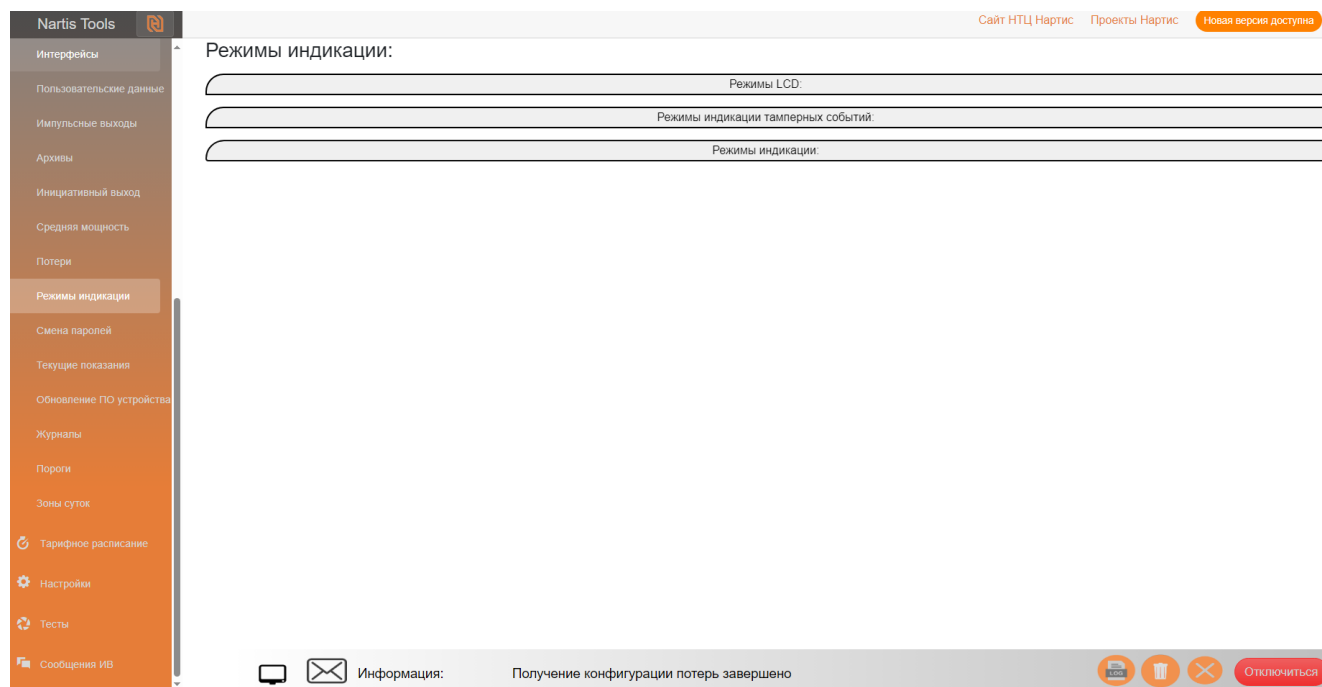 Nartis Tools
Сайт НТЦ Нартис Проекты Нартис Новая версия доступна
Интерфейсы
Пользовательские данные
Импульсные выходы
Архивы
Инициативный выход
Средняя мощность
Потери
Режимы индикации
Смена паролей
Текущие показания
Обновление ПО устройства
Журналы
Пороги
Зоны суток
Тарифное расписание
Настройки
Тесты
Сообщения ИВ
Режимы индикации:
Режимы LCD:
Режимы индикации тамперных событий:
Режимы индикации:
Информация: Получение конфигурации потерь завершено
LOG
Отключиться